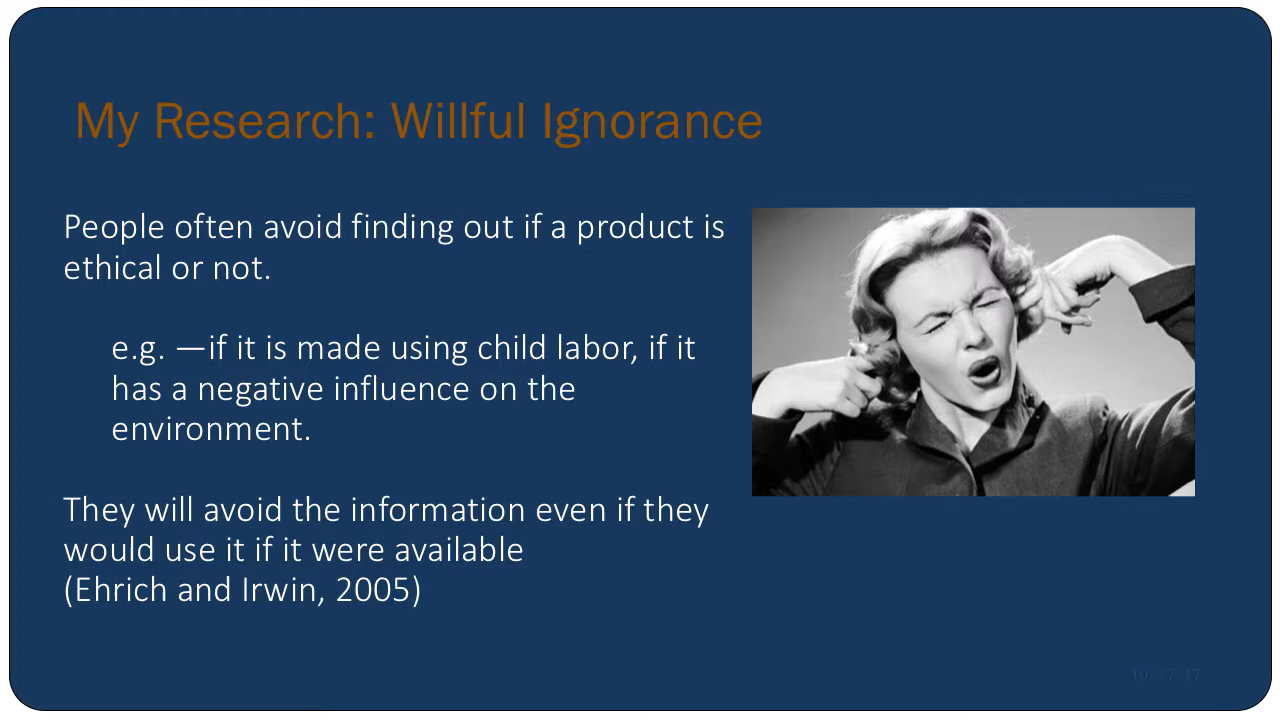 My Research: Willful Ignorance
People often avoid finding out if a product is
ethical or not.
e.g. —if it is made using child labor, if it
has a negative influence on the
environment.
They will avoid the information even if they
would use it if it were available
(Ehrich and Irwin, 2005)